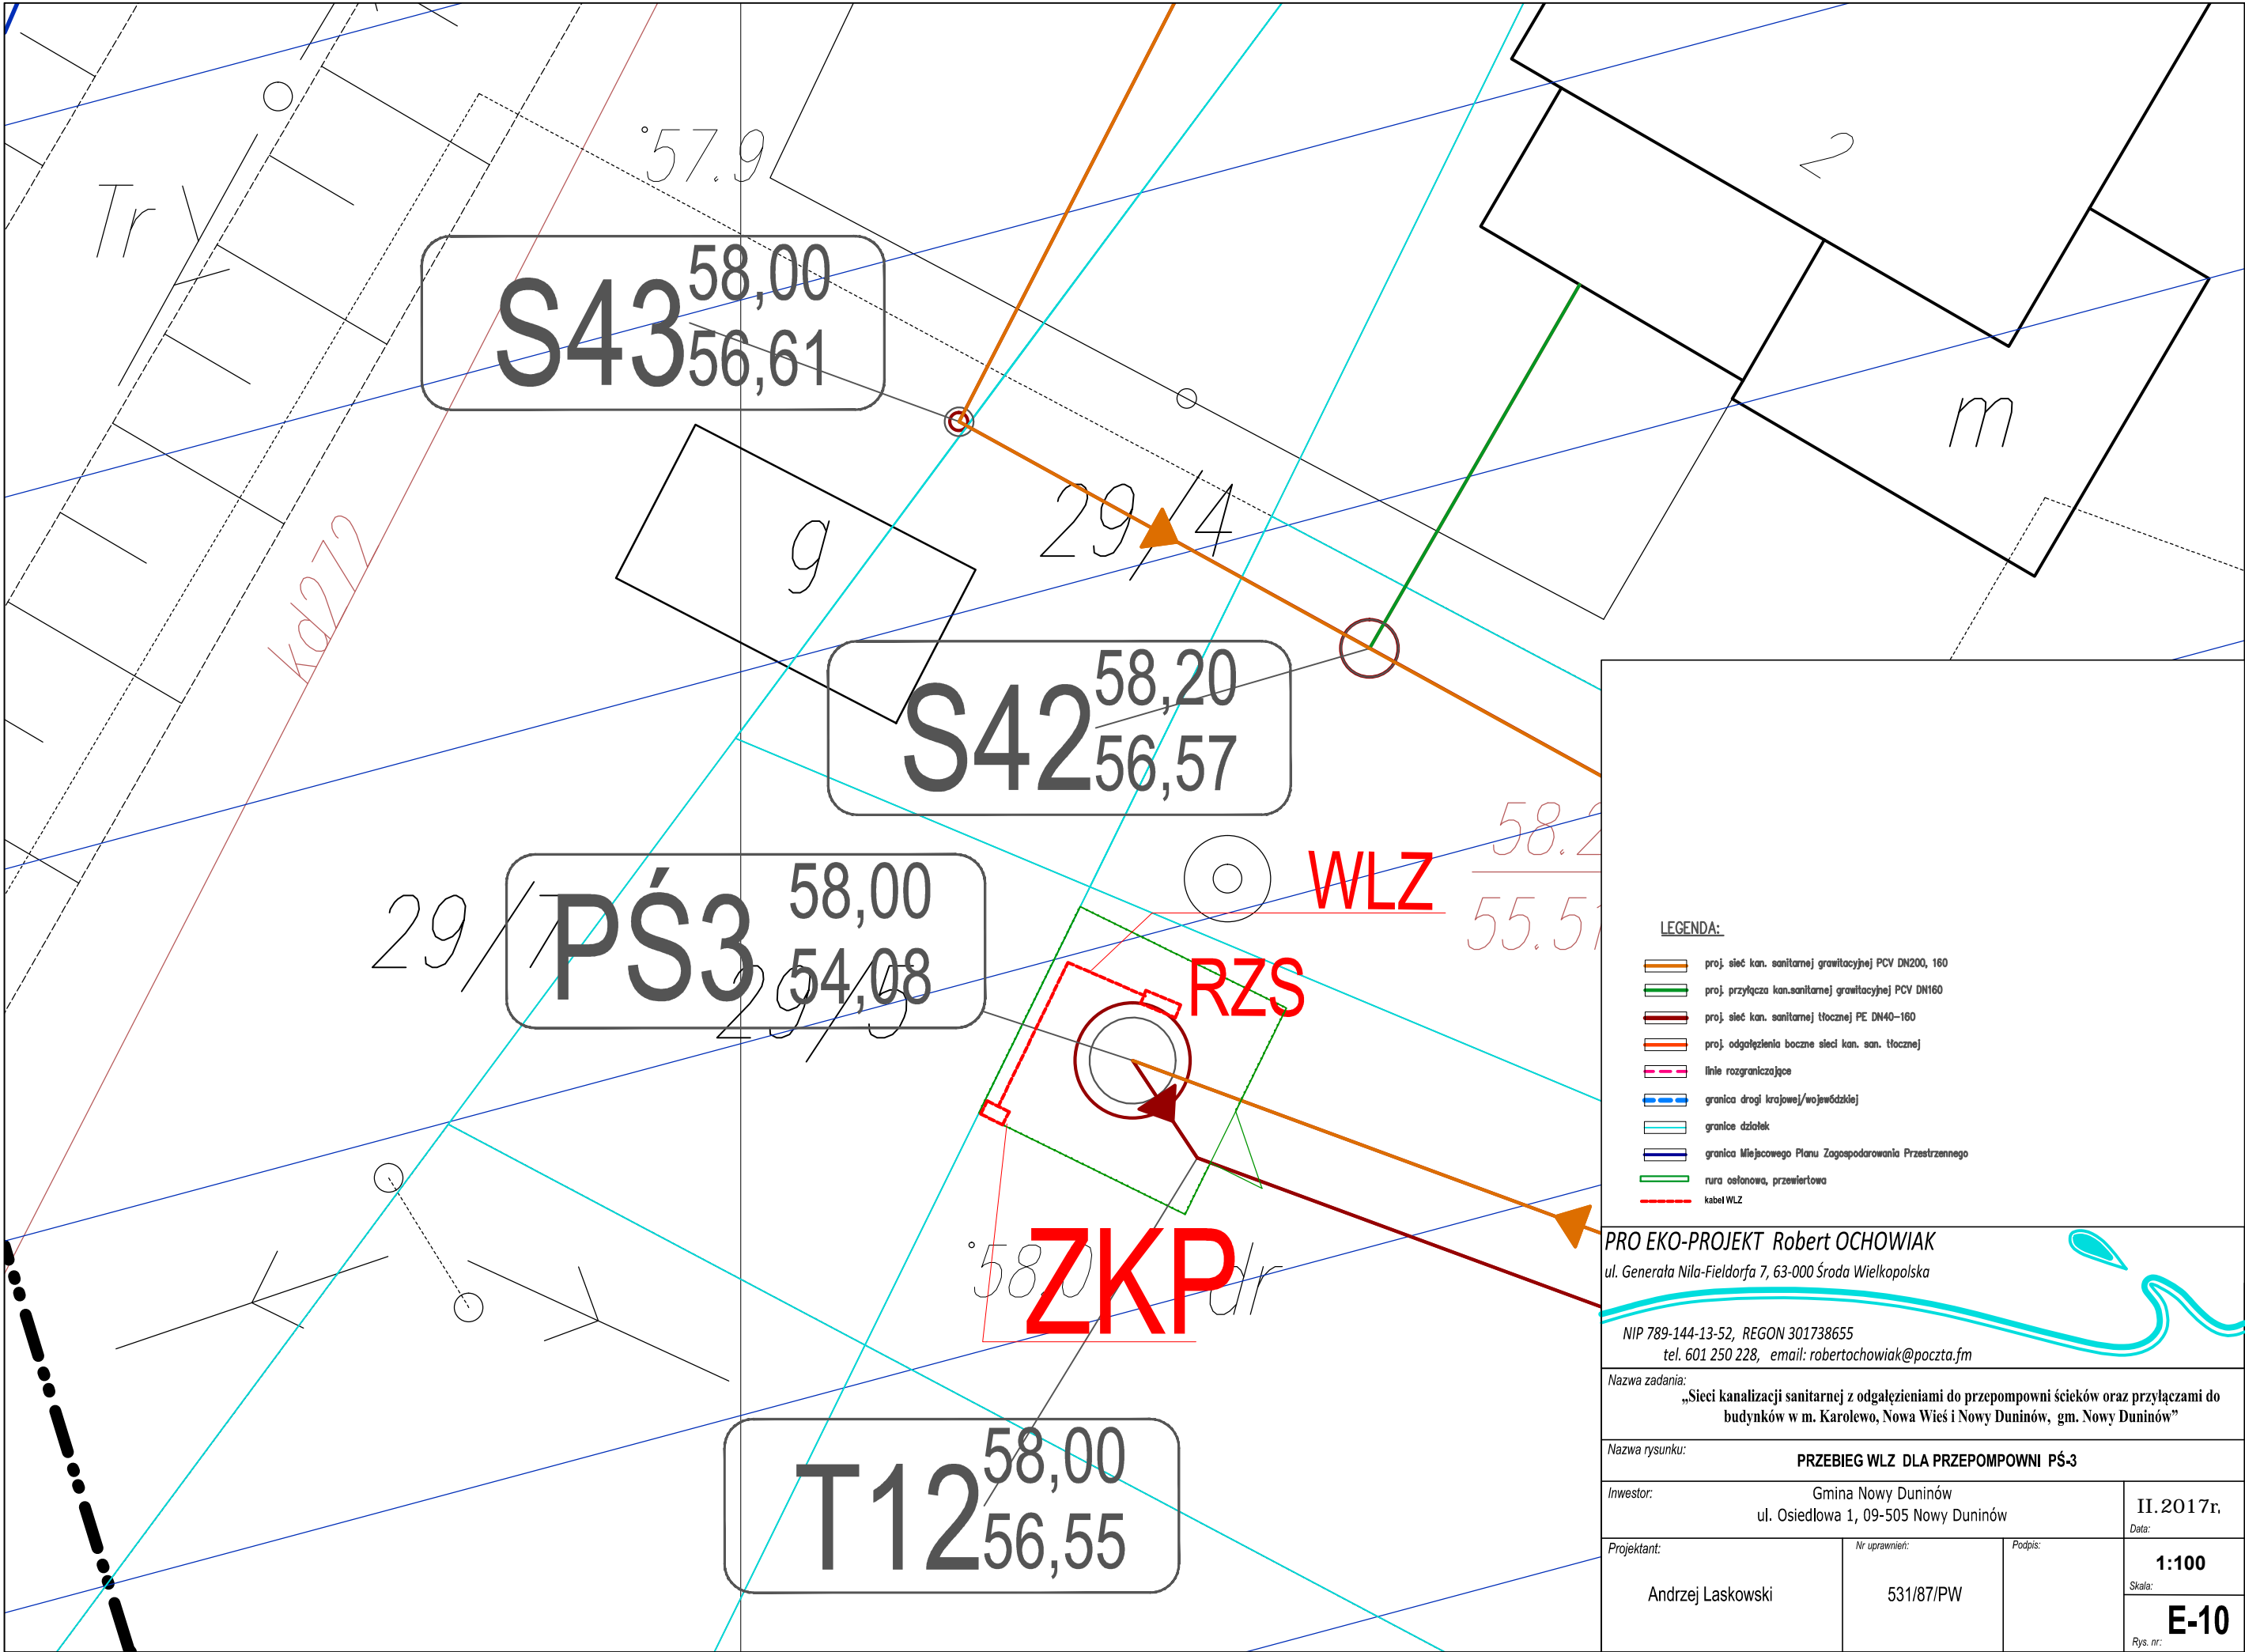 Tr
57.9
S43 58,00
56,61
2
m
kd272
g
29/4
S42 58,20
56,57
29/7
PŚ3 58,00
54,08
29/5
WLZ
RZS
58.2
55.51
58.0
ZKP
dr
T12 58,00
56,55
LEGENDA:
proj. sieć kan. sanitarnej grawitacyjnej PCV DN200, 160
proj. przyłącza kan.sanitarnej grawitacyjnej PCV DN160
proj. sieć kan. sanitarnej tłocznej PE DN40-160
proj. odgałęzienia boczne sieci kan. san. tłocznej
linie rozgraniczające
granica drogi krajowej/wojewódzkiej
granice działek
granica Miejscowego Planu Zagospodarowania Przestrzennego
rura osłonowa, przewiertowa
kabel WLZ
PRO EKO-PROJEKT Robert OCHOWIAK
ul. Generała Nila-Fieldorfa 7, 63-000 Środa Wielkopolska
NIP 789-144-13-52, REGON 301738655
tel. 601 250 228, email: robertochowiak@poczta.fm
Nazwa zadania:
„Sieci kanalizacji sanitarnej z odgałęzieniami do przepompowni ścieków oraz przyłączami do
budynków w m. Karolewo, Nowa Wieś i Nowy Duninów, gm. Nowy Duninów”
Nazwa rysunku:
PRZEBIEG WLZ DLA PRZEPOMPOWNI PŚ-3
Inwestor:
Gmina Nowy Duninów
ul. Osiedlowa 1, 09-505 Nowy Duninów
II.2017r.
Data:
Projektant:
Andrzej Laskowski
Nr uprawnień:
531/87/PW
Podpis:
1:100
Skala:
E-10
Rys. nr: